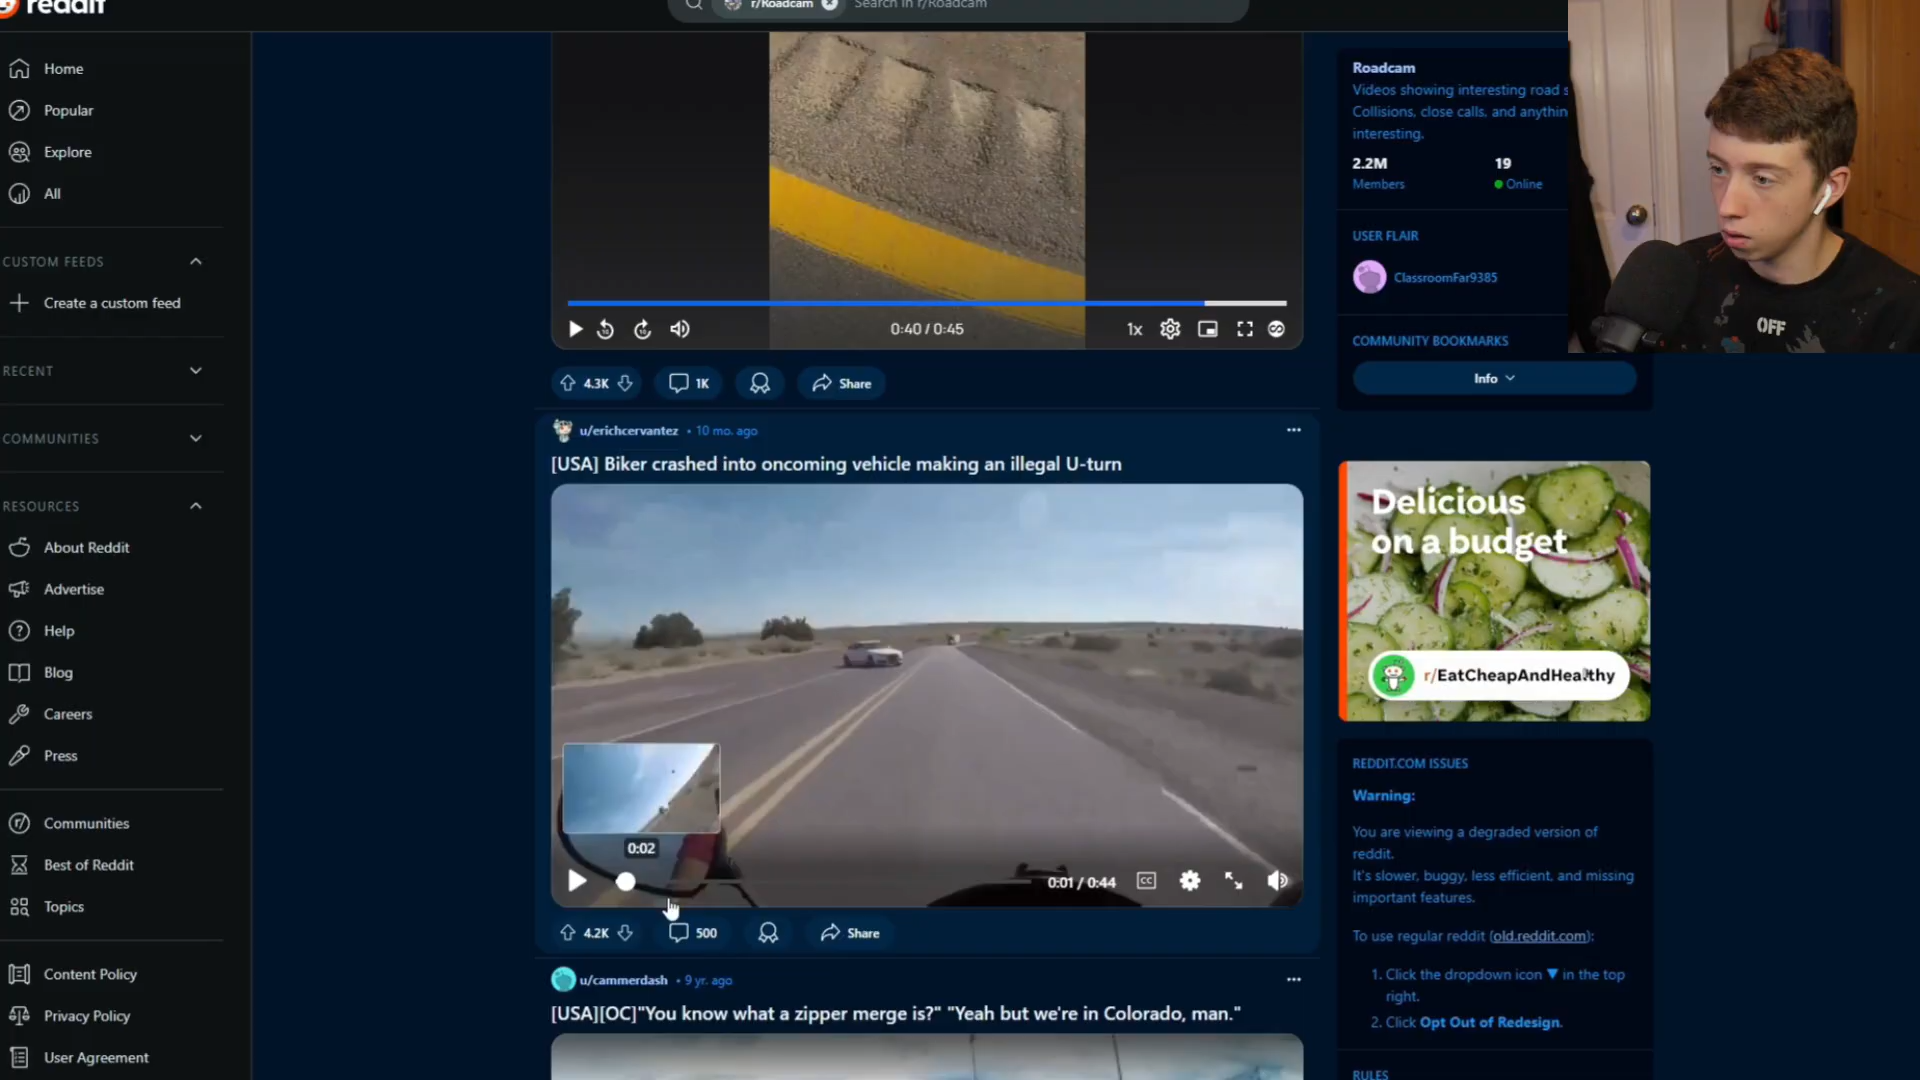 reddit
r/Roadcam
Search in r/Roadcam
Home
Popular
Explore
All
CUSTOM FEEDS
Create a custom feed
RECENT
COMMUNITIES
RESOURCES
About Reddit
Advertise
Help
Blog
Careers
Press
Communities
Best of Reddit
Topics
Content Policy
Privacy Policy
User Agreement
0:40 / 0:45
1x
4.3K
1K
Share
u/erichcervantez • 10 mo. ago
[USA] Biker crashed into oncoming vehicle making an illegal U-turn
0:02
0:01 / 0:44
CC
4.2K
500
Share
u/cammerdash • 9 yr. ago
[USA][OC]"You know what a zipper merge is?" "Yeah but we're in Colorado, man."
Roadcam
Videos showing interesting road
Collisions, close calls, and anything
interesting.
2.2M
19
Members
Online
USER FLAIR
ClassroomFar9385
COMMUNITY BOOKMARKS
Info
OFF
Delicious
on a budget
r/EatCheapAndHealthy
REDDIT.COM ISSUES
Warning:
You are viewing a degraded version of
reddit.
It's slower, buggy, less efficient, and missing
important features.
To use regular reddit (old.reddit.com):
1. Click the dropdown icon ▼ in the top
right.
2. Click Opt Out of Redesign.
RULES